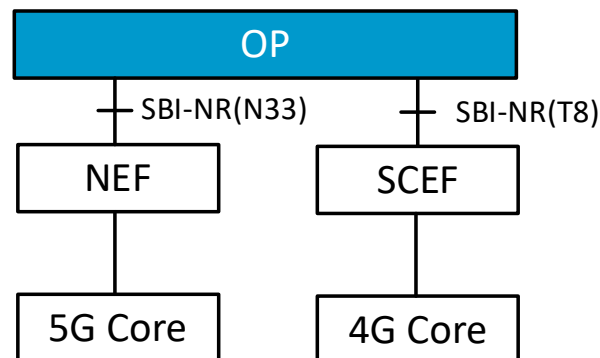 OP
SBI-NR(N33)
SBI-NR(T8)
NEF
SCEF
5G Core
4G Core